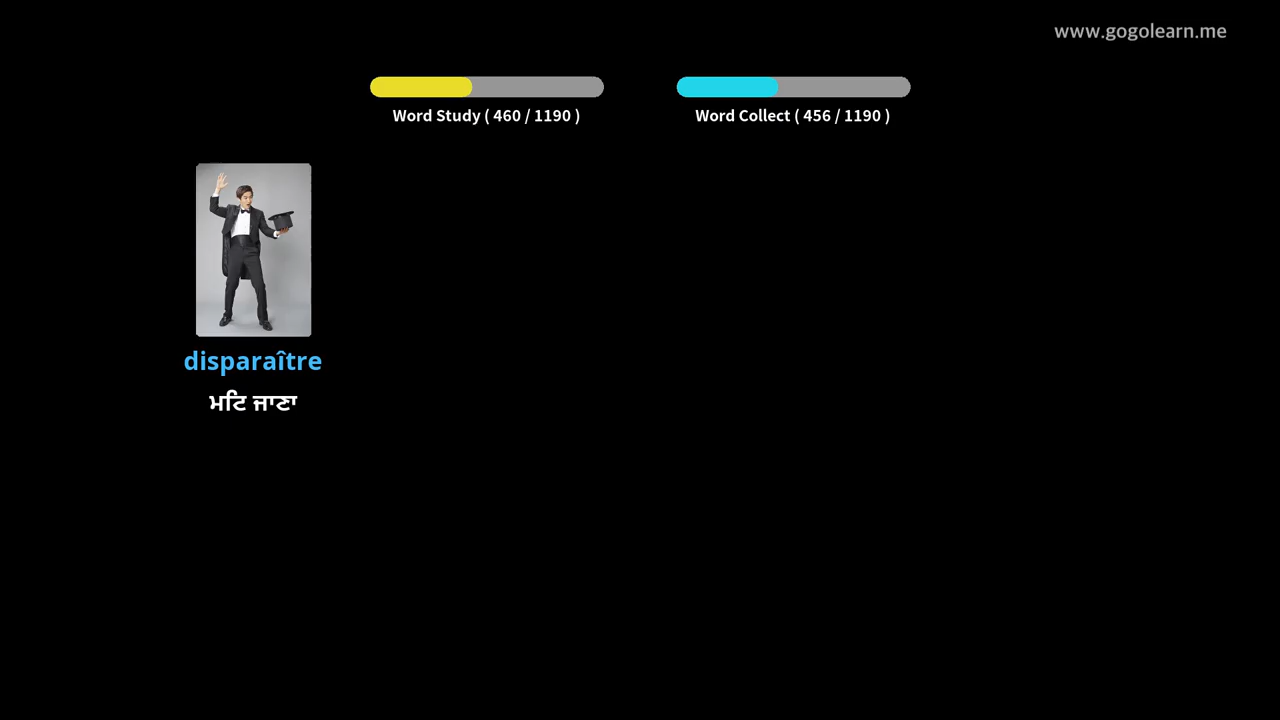 www.gogolearn.me
Word Study ( 460 / 1190 )
Word Collect ( 456 / 1190 )
disparaître
ਮਟਿ ਜਾਣਾ